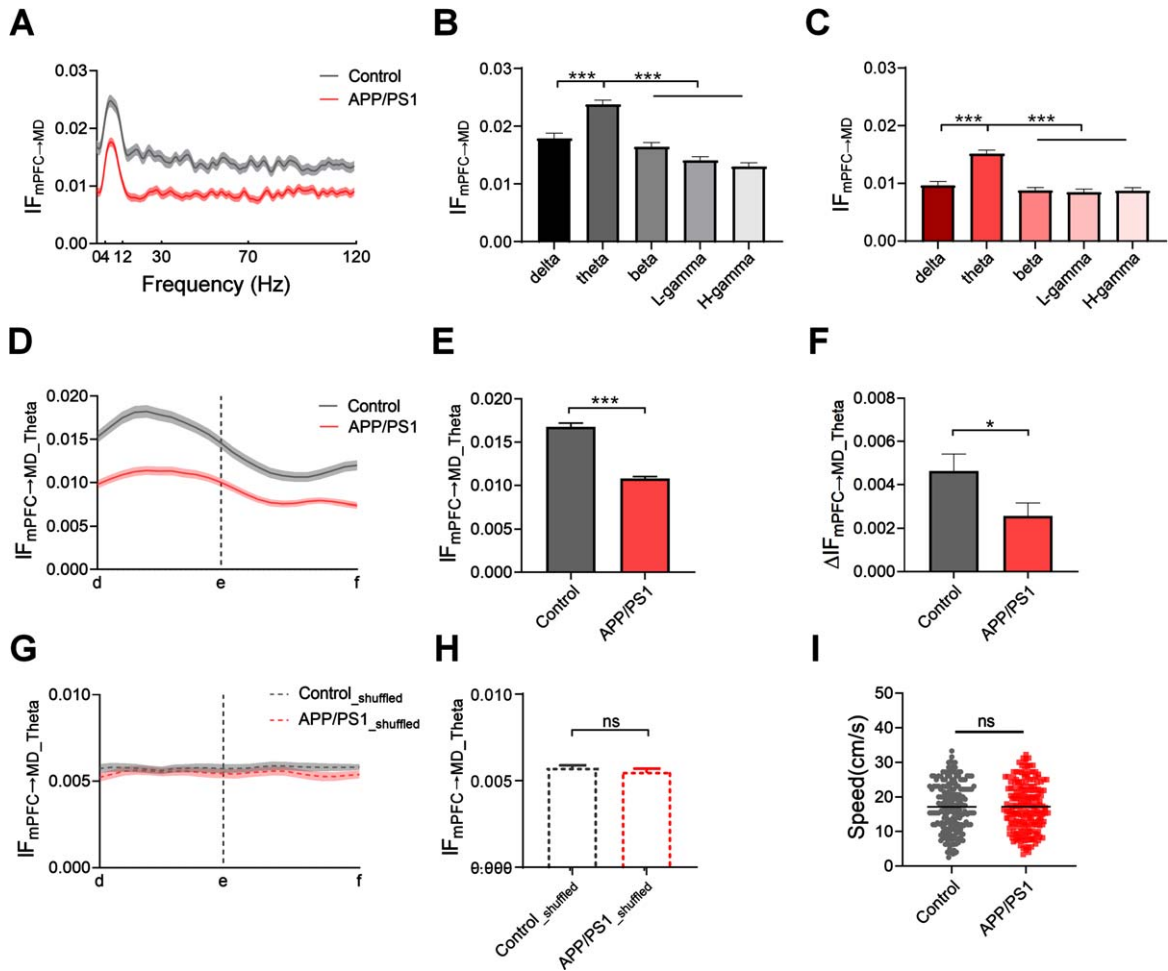 A
0.03
0.02
0.01
0.00
IFmPFC→MD
04 12 30 70 120
Frequency (Hz)
Control
APP/PS1
B
0.03
0.02
0.01
0.00
IFmPFC→MD
*** ***
delta
theta
beta
L-gamma
H-gamma
C
0.03
0.02
0.01
0.00
IFmPFC→MD
*** ***
delta
theta
beta
L-gamma
H-gamma
D
0.020
0.015
0.010
0.005
0.000
IFmPFC→MD_Theta
d e f
Control
APP/PS1
E
0.020
0.015
0.010
0.005
0.000
IFmPFC→MD_Theta
***
Control
APP/PS1
F
0.008
0.006
0.004
0.002
0.000
ΔIFmPFC→MD_Theta
*
Control
APP/PS1
G
0.010
0.005
0.000
IFmPFC→MD_Theta
d e f
Control_shuffled
APP/PS1_shuffled
H
0.010
0.005
0.000
IFmPFC→MD_Theta
ns
Control_shuffled
APP/PS1_shuffled
I
50
40
30
20
10
0
Speed(cm/s)
ns
Control
APP/PS1